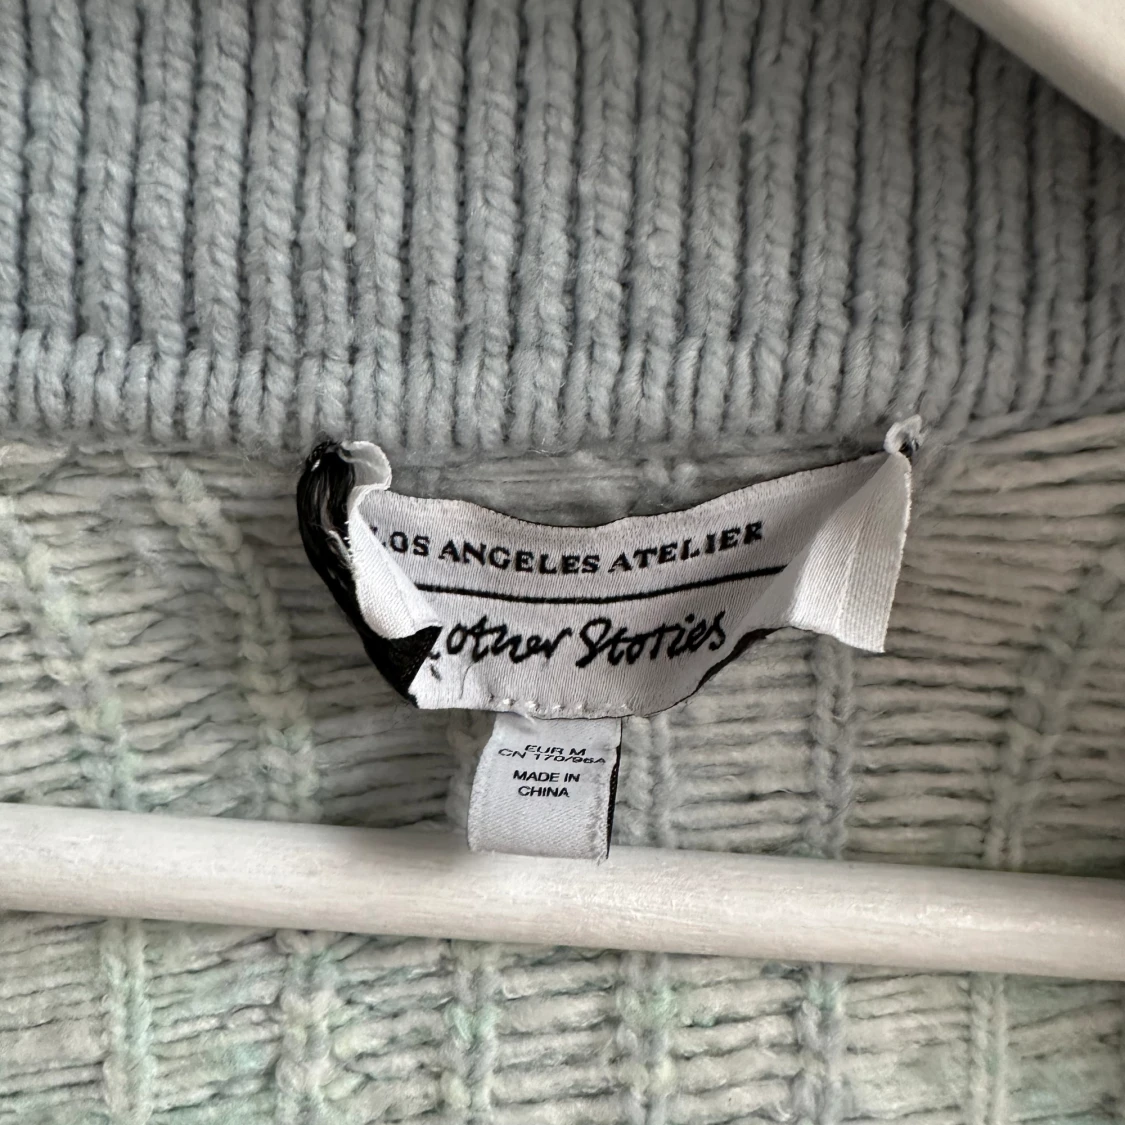 LOS ANGELES ATELIER
other Stories
EUR M
CN 170/96A
MADE IN
CHINA